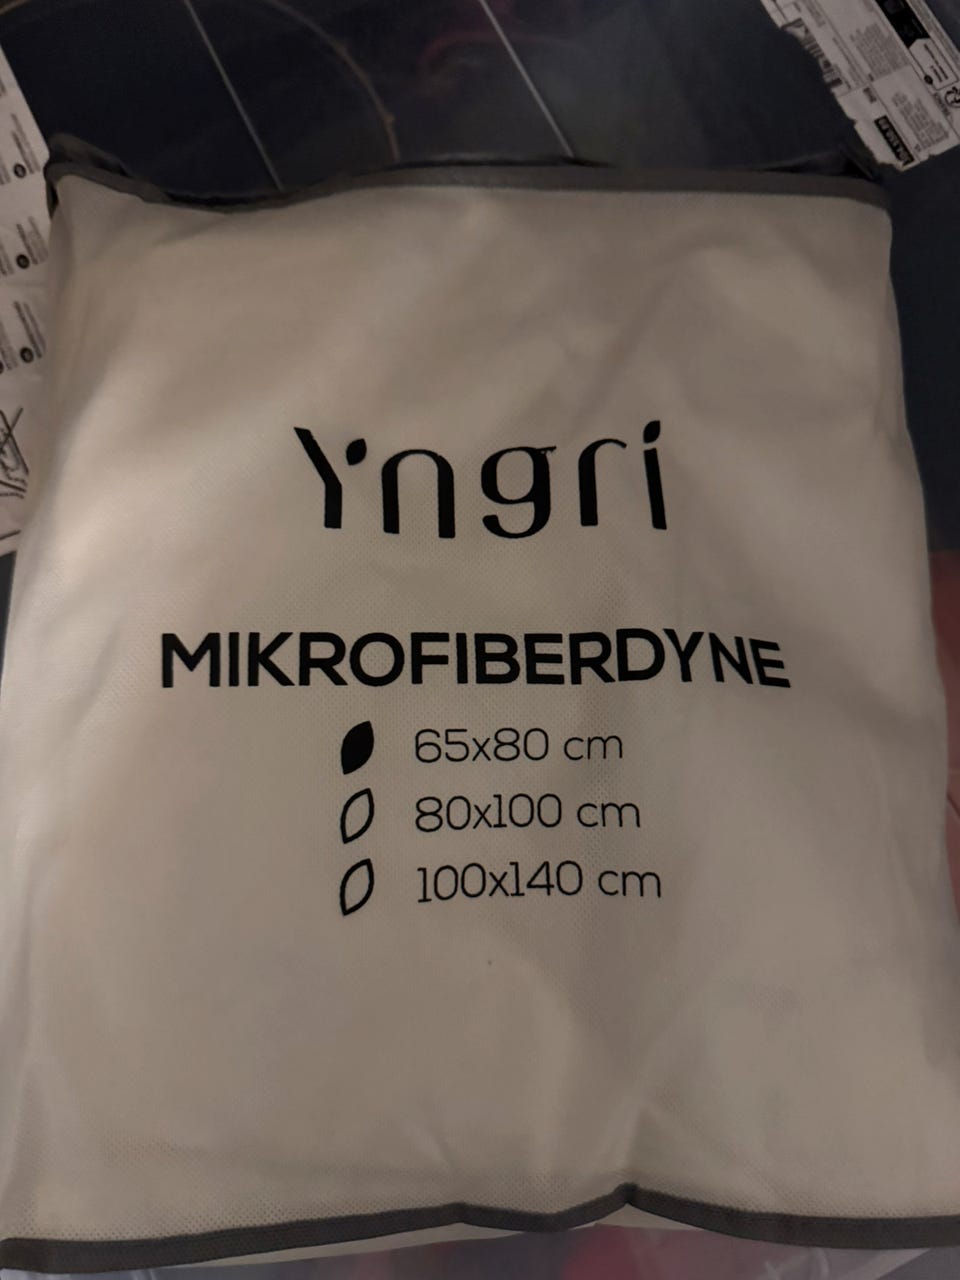 Yngri
MIKROFIBERDYNE
65x80 cm
80x100 cm
100x140 cm